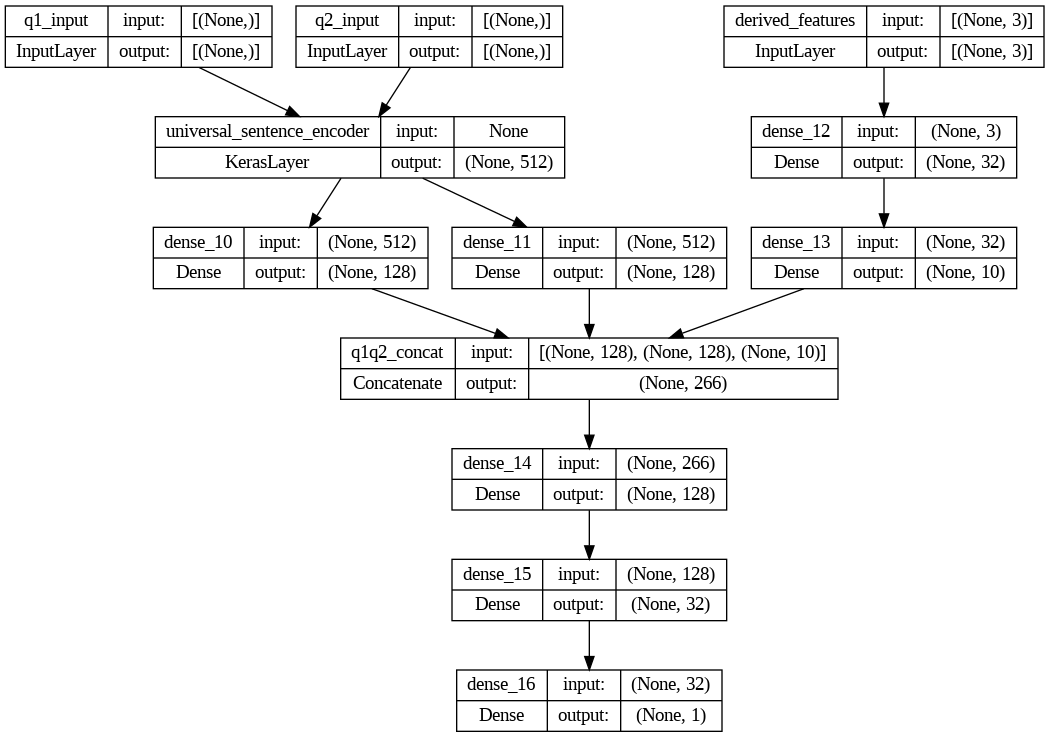 q1_input input: [(None,)]
InputLayer output: [(None,)]
q2_input input: [(None,)]
InputLayer output: [(None,)]
derived_features input: [(None, 3)]
InputLayer output: [(None, 3)]
universal_sentence_encoder input: None
KerasLayer output: (None, 512)
dense_12 input: (None, 3)
Dense output: (None, 32)
dense_10 input: (None, 512)
Dense output: (None, 128)
dense_11 input: (None, 512)
Dense output: (None, 128)
dense_13 input: (None, 32)
Dense output: (None, 10)
q1q2_concat input: [(None, 128), (None, 128), (None, 10)]
Concatenate output: (None, 266)
dense_14 input: (None, 266)
Dense output: (None, 128)
dense_15 input: (None, 128)
Dense output: (None, 32)
dense_16 input: (None, 32)
Dense output: (None, 1)